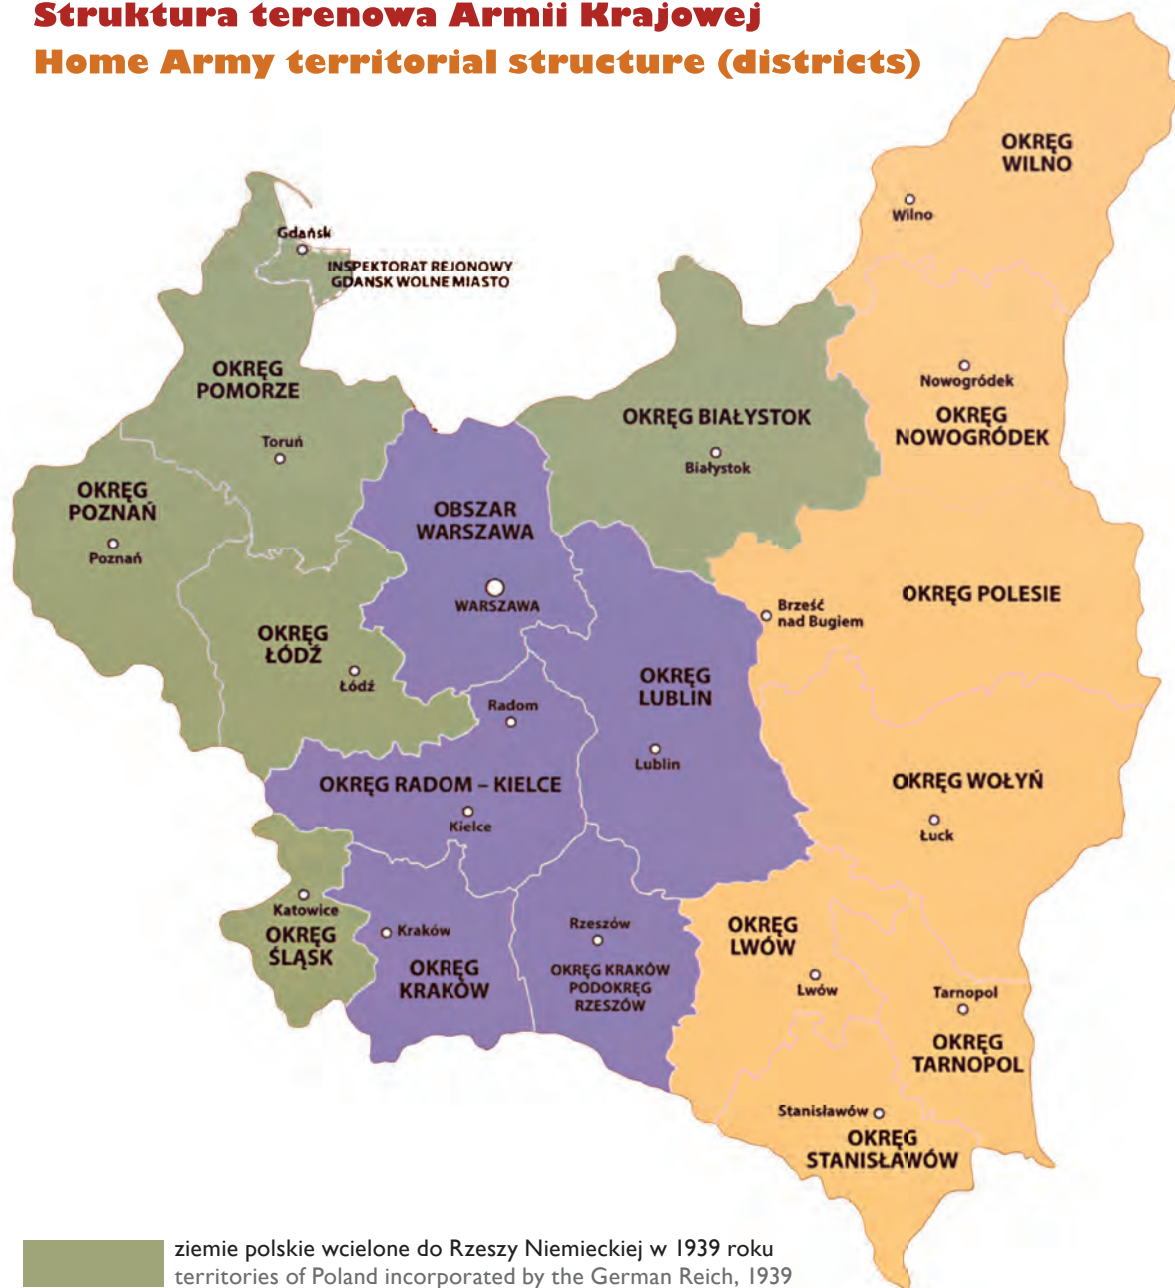 Struktura terenowa Armii Krajowej
Home Army territorial structure (districts)
OKRĘG
WILNO
Wilno
Gdańsk
INSPEKTORAT REJONOWY
GDANSK WOLNE MIASTO
OKRĘG
POMORZE
Toruń
Nowogródek
OKRĘG
NOWOGRÓDEK
OKRĘG BIAŁYSTOK
Białystok
OKRĘG
POZNAŃ
Poznań
OBSZAR
WARSZAWA
WARSZAWA
OKRĘG POLESIE
Brześć
nad Bugiem
OKRĘG
ŁÓDŹ
Łódź
OKRĘG
LUBLIN
Lublin
Radom
OKRĘG RADOM – KIELCE
Kielce
OKRĘG WOŁYŃ
Łuck
Katowice
OKRĘG
ŚLĄSK
Kraków
OKRĘG
KRAKÓW
Rzeszów
OKRĘG KRAKÓW
PODOKRĘG
RZESZÓW
OKRĘG
LWÓW
Lwów
Tarnopol
OKRĘG
TARNOPOL
Stanisławów
OKRĘG
STANISŁAWÓW
ziemie polskie wcielone do Rzeszy Niemieckiej w 1939 roku
territories of Poland incorporated by the German Reich, 1939